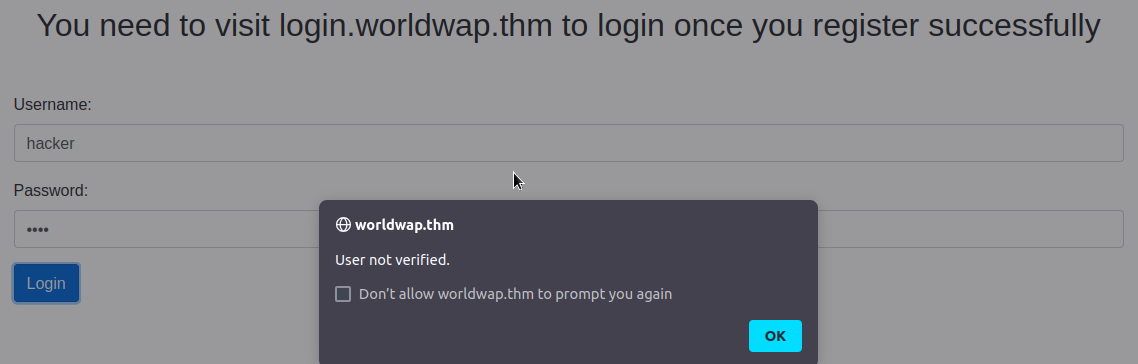 You need to visit login.worldwap.thm to login once you register successfully
Username:
hacker
Password:
••••
Login
worldwap.thm
User not verified.
Don’t allow worldwap.thm to prompt you again
OK